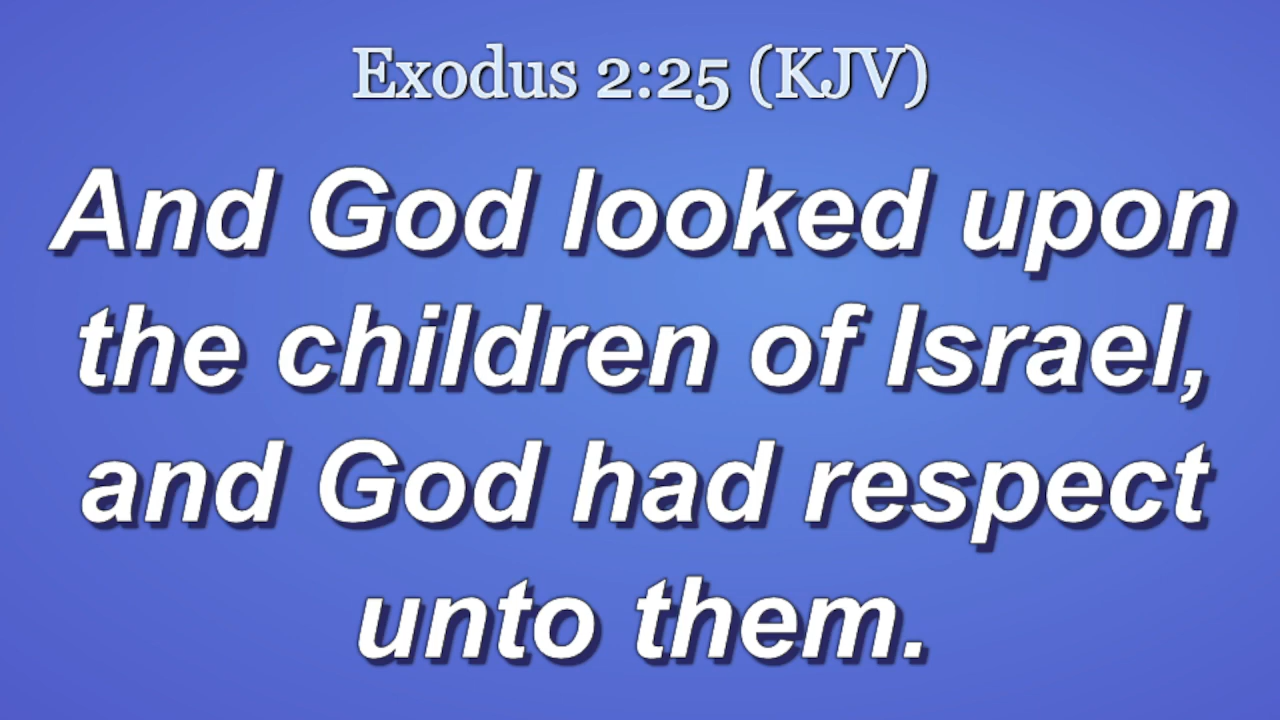 Exodus 2:25 (KJV)
And God looked upon
the children of Israel,
and God had respect
unto them.